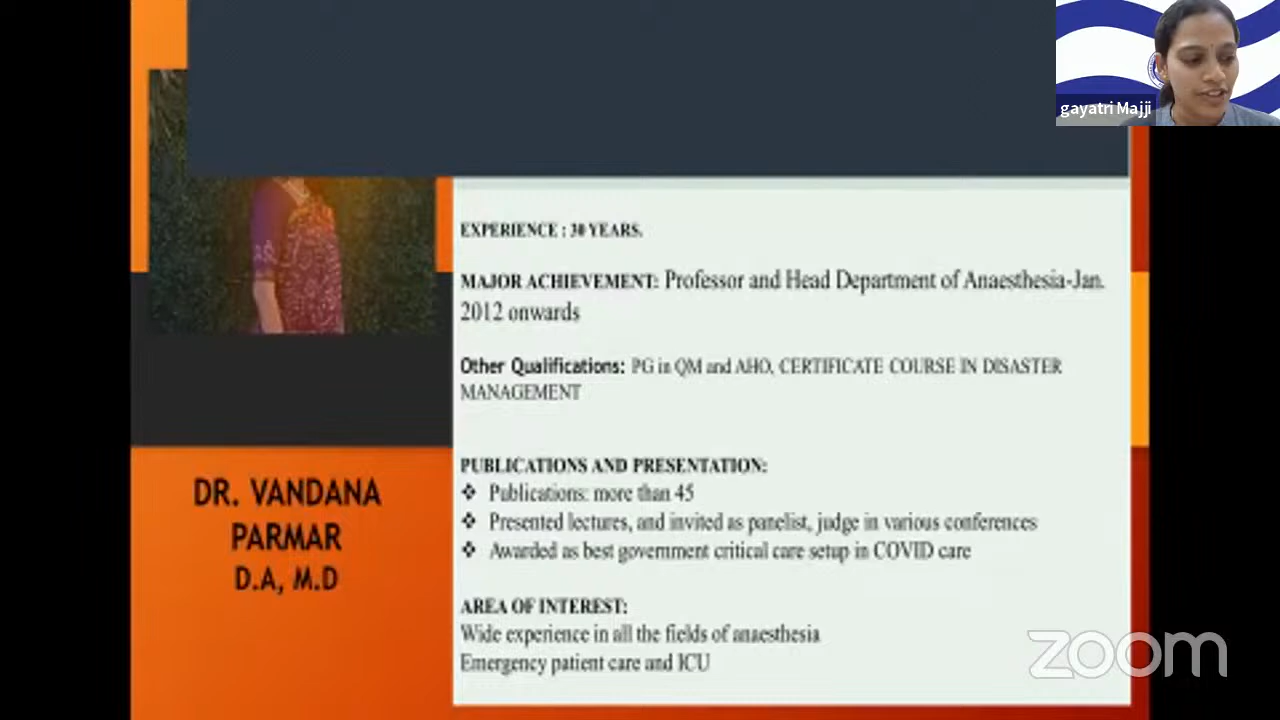 gayatri Majji
EXPERIENCE : 30 YEARS.
MAJOR ACHIEVEMENT: Professor and Head Department of Anaesthesia-Jan.
2012 onwards
Other Qualifications: PG in QM and AHO, CERTIFICATE COURSE IN DISASTER
MANAGEMENT
PUBLICATIONS AND PRESENTATION:
❖ Publications: more than 45
❖ Presented lectures, and invited as panelist, judge in various conferences
❖ Awarded as best government critical care setup in COVID care
AREA OF INTEREST:
Wide experience in all the fields of anaesthesia
Emergency patient care and ICU
DR. VANDANA
PARMAR
D.A, M.D
zoom